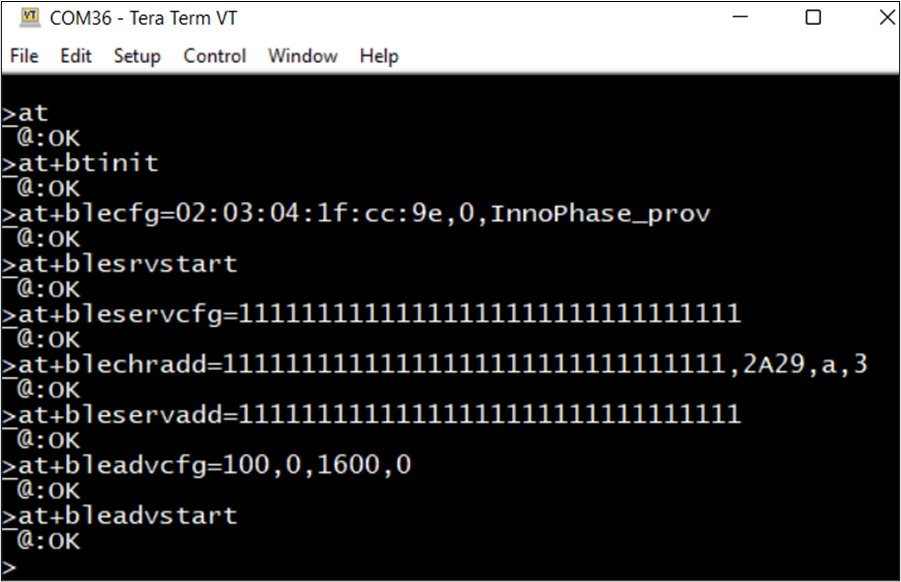 COM36 - Tera Term VT
File Edit Setup Control Window Help
>at
@:OK
>at+btinit
@:OK
>at+blecfg=02:03:04:1f:cc:9e,0,InnoPhase_prov
@:OK
>at+blesrvstart
@:OK
>at+bleservcfg=11111111111111111111111111111111
@:OK
>at+blechradd=11111111111111111111111111111111,2A29,a,3
@:OK
>at+bleservadd=11111111111111111111111111111111
@:OK
>at+bleadvcfg=100,0,1600,0
@:OK
>at+bleadvstart
@:OK
>